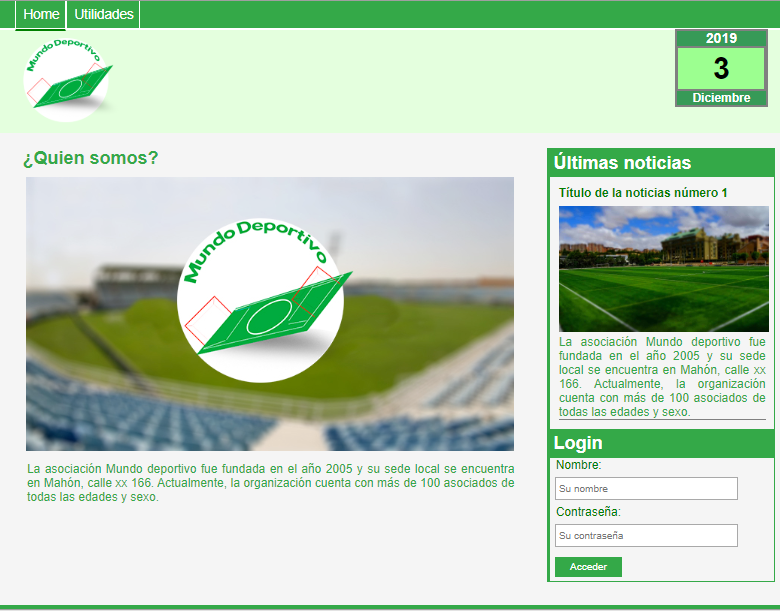 Home Utilidades
Mundo Deportivo
2019
3
Diciembre
¿Quien somos?
Mundo Deportivo
La asociación Mundo deportivo fue fundada en el año 2005 y su sede local se encuentra
en Mahón, calle xx 166. Actualmente, la organización cuenta con más de 100 asociados de
todas las edades y sexo.
Últimas noticias
Título de la noticias número 1
La asociación Mundo deportivo fue
fundada en el año 2005 y su sede
local se encuentra en Mahón, calle xx
166. Actualmente, la organización
cuenta con más de 100 asociados de
todas las edades y sexo.
Login
Nombre:
Su nombre
Contraseña:
Su contraseña
Acceder